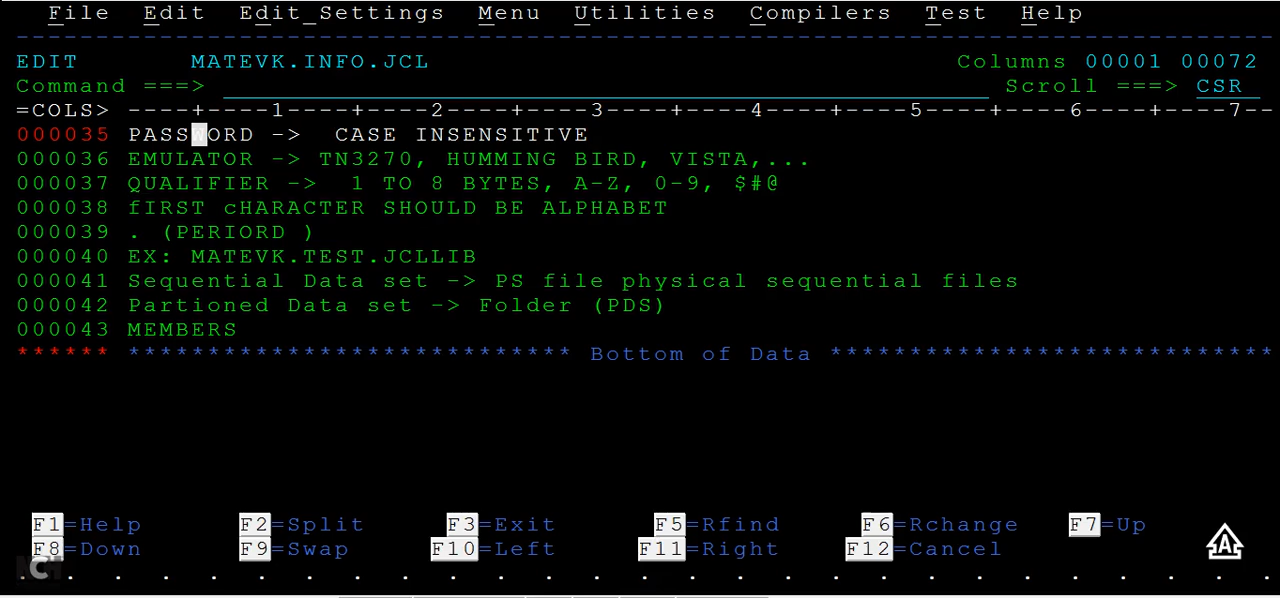 File Edit Edit_Settings Menu Utilities Compilers Test Help
EDIT MATEVK.INFO.JCL Columns 00001 00072
Command ===> Scroll ===> CSR
=COLS> ----+----1----+----2----+----3----+----4----+----5----+----6----+----7--
000035 PASSWORD -> CASE INSENSITIVE
000036 EMULATOR -> TN3270, HUMMING BIRD, VISTA,...
000037 QUALIFIER -> 1 TO 8 BYTES, A-Z, 0-9, $#@
000038 fIRST cHARACTER SHOULD BE ALPHABET
000039 . (PERIORD )
000040 EX: MATEVK.TEST.JCLLIB
000041 Sequential Data set -> PS file physical sequential files
000042 Partioned Data set -> Folder (PDS)
000043 MEMBERS
****** **************************** Bottom of Data ****************************
F1=Help F2=Split F3=Exit F5=Rfind F6=Rchange F7=Up
F8=Down F9=Swap F10=Left F11=Right F12=Cancel